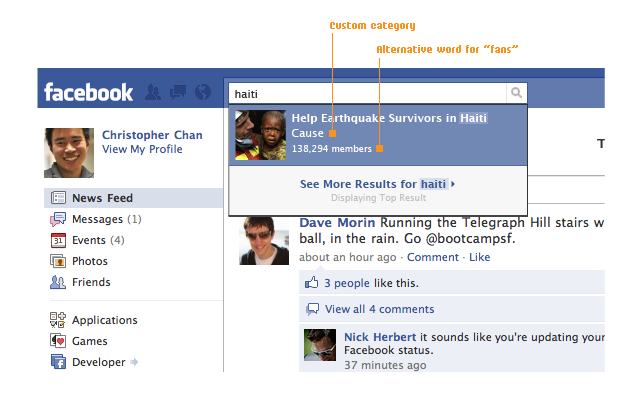 Custom category
Alternative word for “fans”
facebook
haiti
Help Earthquake Survivors in Haiti
Cause
138,294 members
See More Results for haiti
Displaying Top Result
Christopher Chan
View My Profile
T
News Feed
Messages (1)
31
Events (4)
Photos
Friends
Applications
Games
Developer
Dave Morin Running the Telegraph Hill stairs w
ball, in the rain. Go @bootcampsf.
about an hour ago · Comment · Like
3 people like this.
View all 4 comments
Nick Herbert it sounds like you're updating your
Facebook status.
37 minutes ago